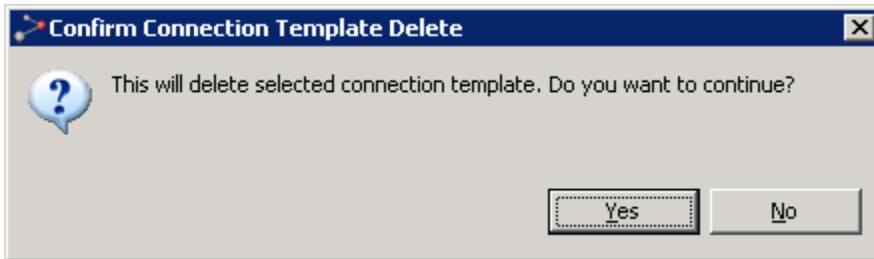 Confirm Connection Template Delete
This will delete selected connection template. Do you want to continue?
Yes
No